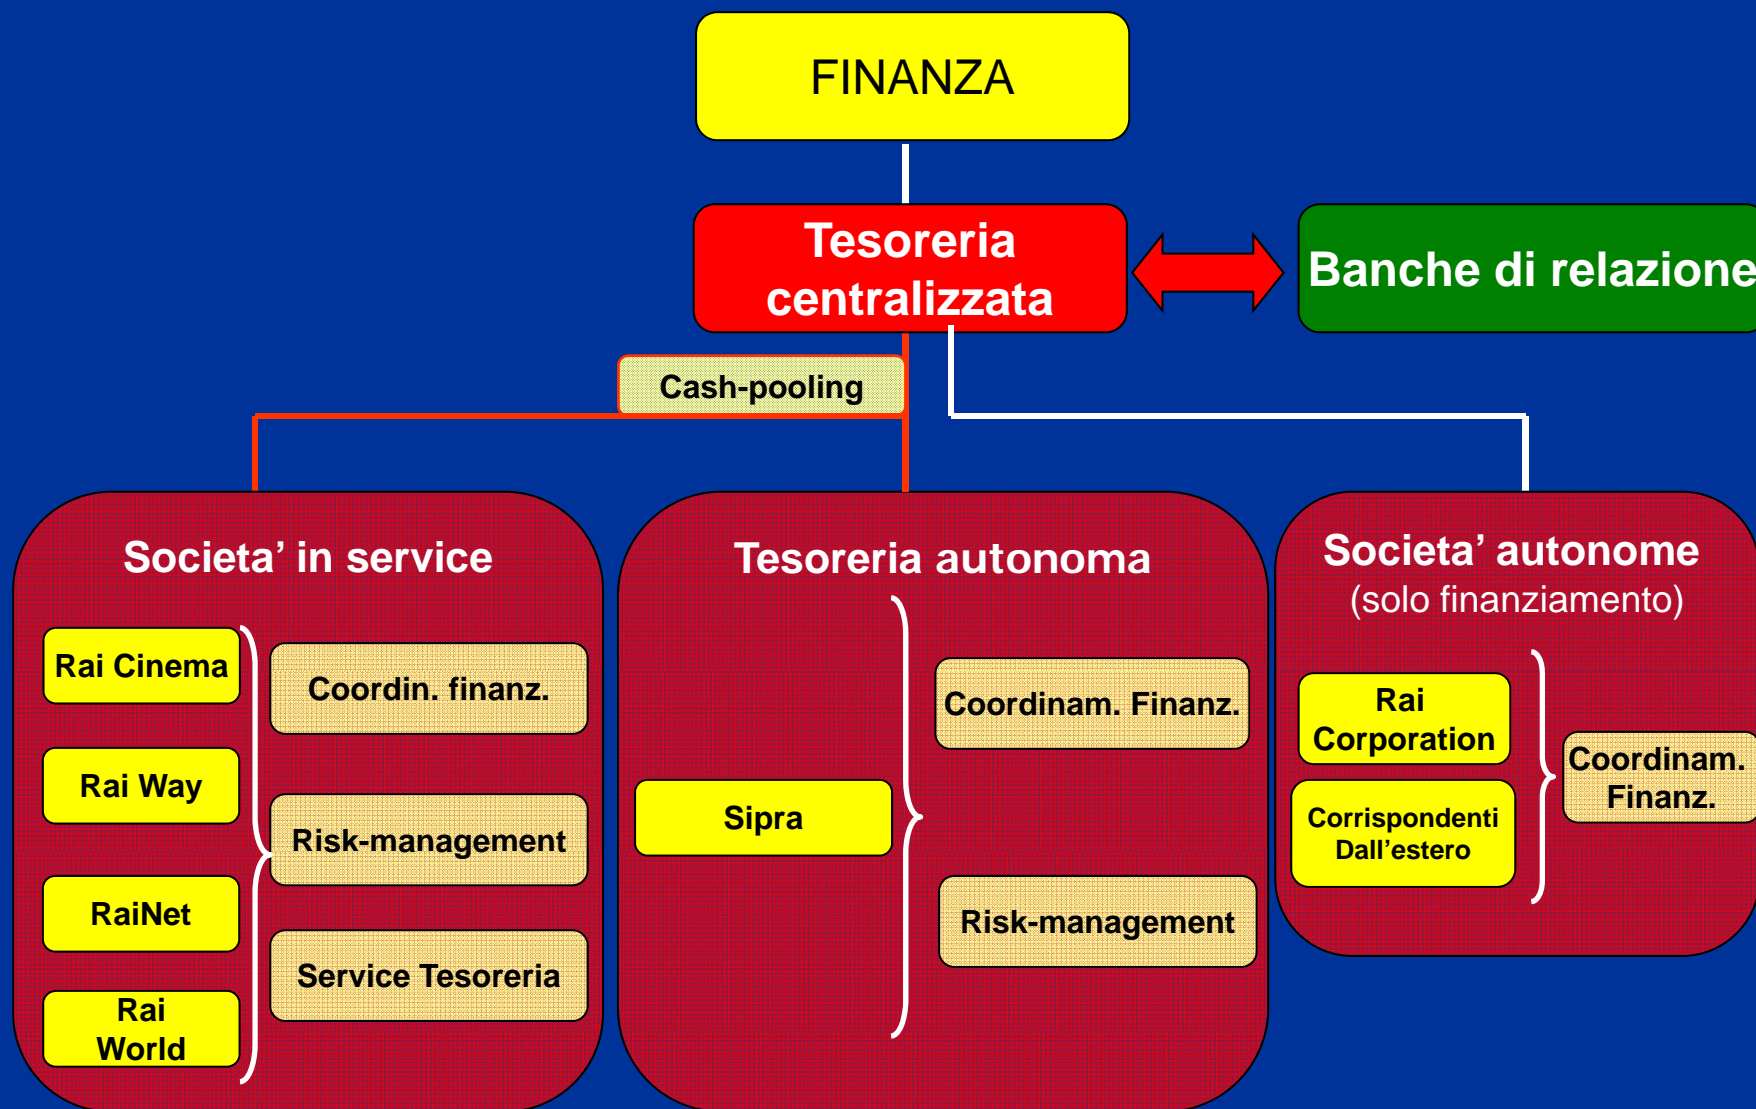 FINANZA
Tesoreria
centralizzata
Banche di relazione
Cash-pooling
Societa’ in service
Rai Cinema
Rai Way
RaiNet
Rai
World
Coordin. finanz.
Risk-management
Service Tesoreria
Tesoreria autonoma
Sipra
Coordinam. Finanz.
Risk-management
Societa’ autonome
(solo finanziamento)
Rai
Corporation
Corrispondenti
Dall’estero
Coordinam.
Finanz.